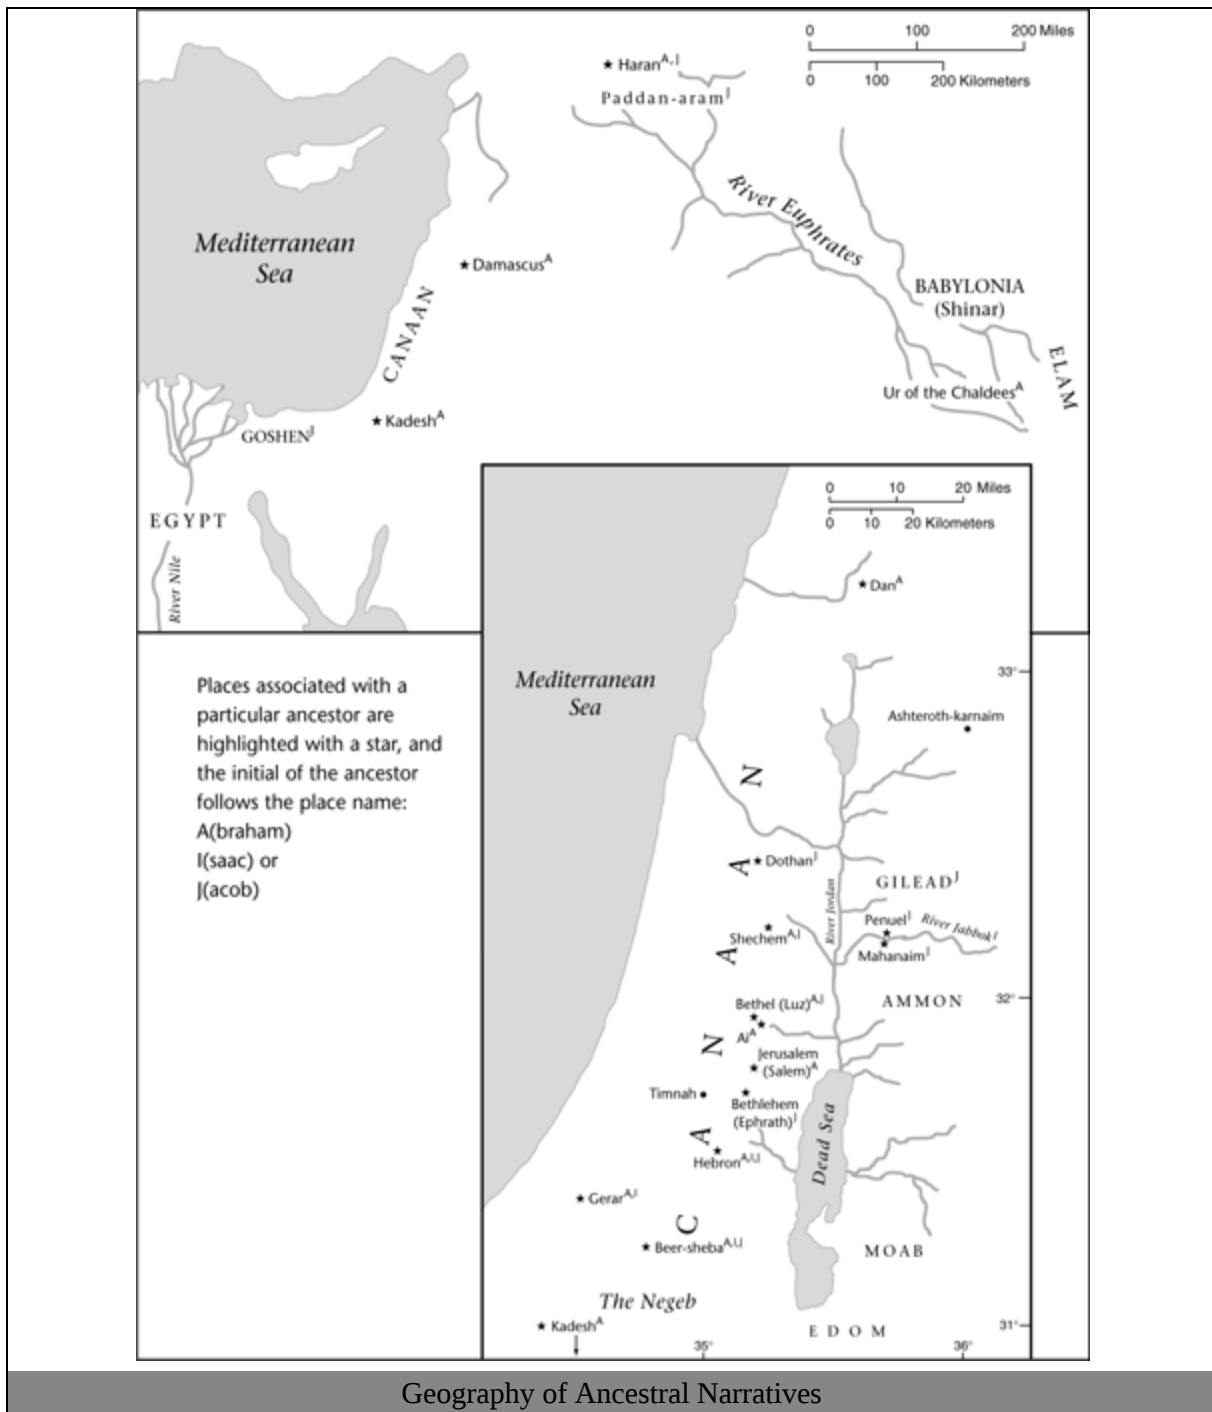 0 100 200 Miles
0 100 200 Kilometers
Haran A, J
Paddan-aram J
River Euphrates
Mediterranean
Sea
Damascus A
CANAAN
BABYLONIA
(Shinar)
ELAM
Ur of the Chaldees A
Kadesh A
GOSHEN J
EGYPT
River Nile
Places associated with a
particular ancestor are
highlighted with a star, and
the initial of the ancestor
follows the place name:
A(braham)
I(saac) or
J(acob)
0 10 20 Miles
0 10 20 Kilometers
Dan A
Mediterranean
Sea
33°
Ashteroth-karnaim
CANAAN
Dothan J
River Jordan
GILEAD J
Penuel J
River Jabbok J
Shechem A,J
Mahanaim J
Bethel (Luz) A,J
AMMON
32°
Ai A
Jerusalem
(Salem) A
Timnah
Bethlehem
(Ephrath) J
Dead Sea
Hebron A,I,J
Gerar A,I
Beer-sheba A,I,J
MOAB
The Negeb
Kadesh A
EDOM
31°
35°
36°
Geography of Ancestral Narratives